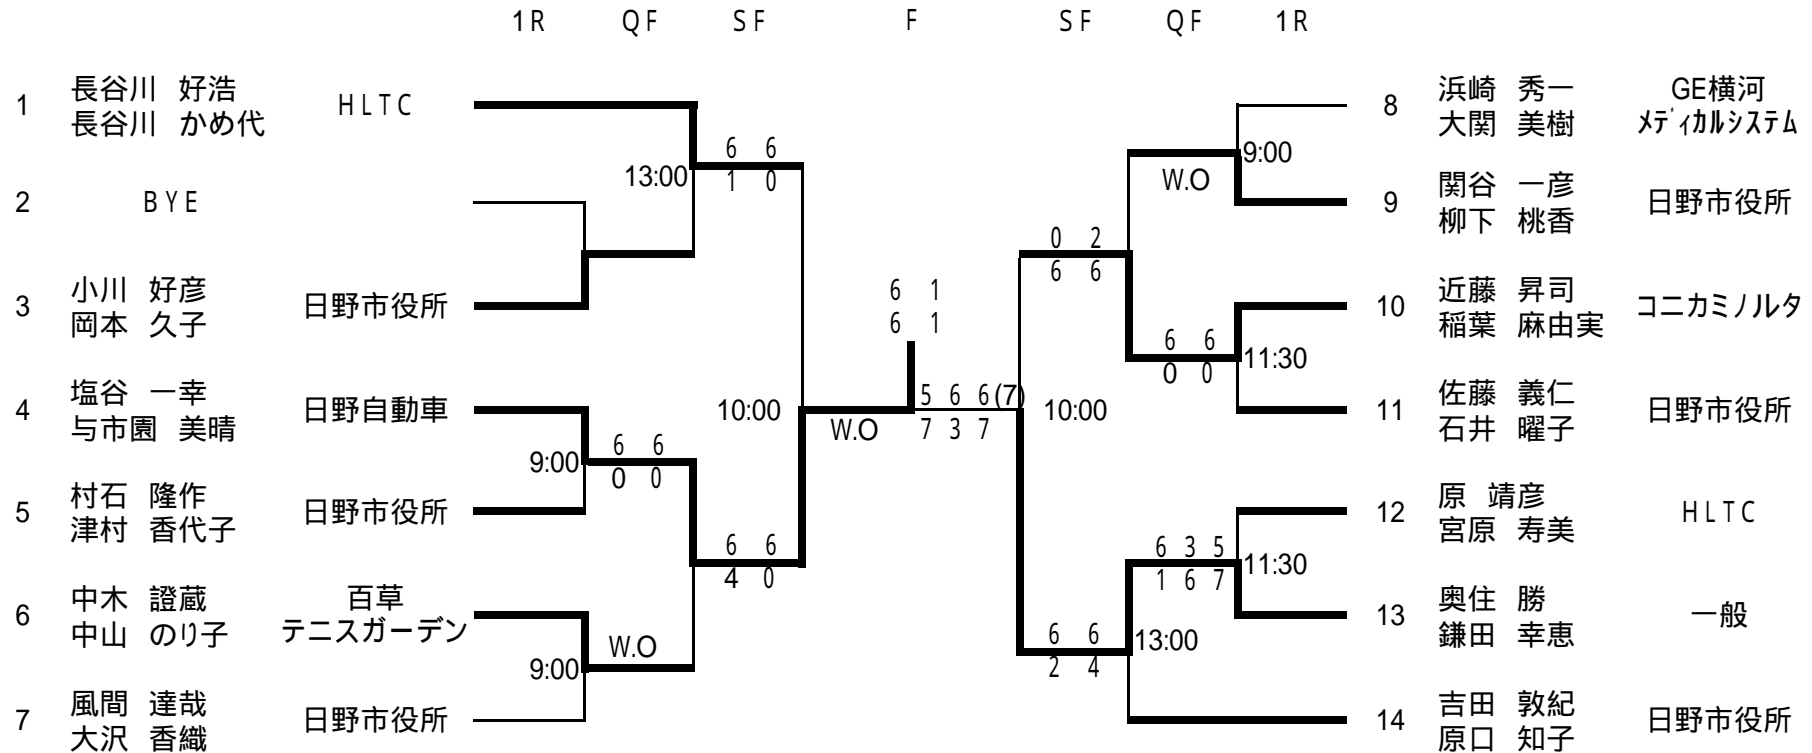 1R QF SF F SF QF 1R
1 長谷川 好浩 HLTC
長谷川 かめ代
2 BYE
3 小川 好彦 日野市役所
岡本 久子
4 塩谷 一幸 日野自動車
与市園 美晴
5 村石 隆作 日野市役所
津村 香代子
6 中木 證蔵 百草
中山 のり子 テニスガーデン
7 風間 達哉 日野市役所
大沢 香織
13:00
6 6
1 0
9:00
6 6
0 0
6 6
4 0
9:00
W.O
10:00
W.O
6 1
6 1
5 6 6(7)
7 3 7
10:00
0 2
6 6
W.O
9:00
6 6
0 0
11:30
6 3 5
1 6 7
11:30
6 6
2 4
13:00
8 浜崎 秀一 GE横河
大関 美樹 メディカルシステム
9 関谷 一彦 日野市役所
柳下 桃香
10 近藤 昇司 コニカミノルタ
稲葉 麻由実
11 佐藤 義仁 日野市役所
石井 曜子
12 原 靖彦 HLTC
宮原 寿美
13 奥住 勝 一般
鎌田 幸恵
14 吉田 敦紀 日野市役所
原口 知子